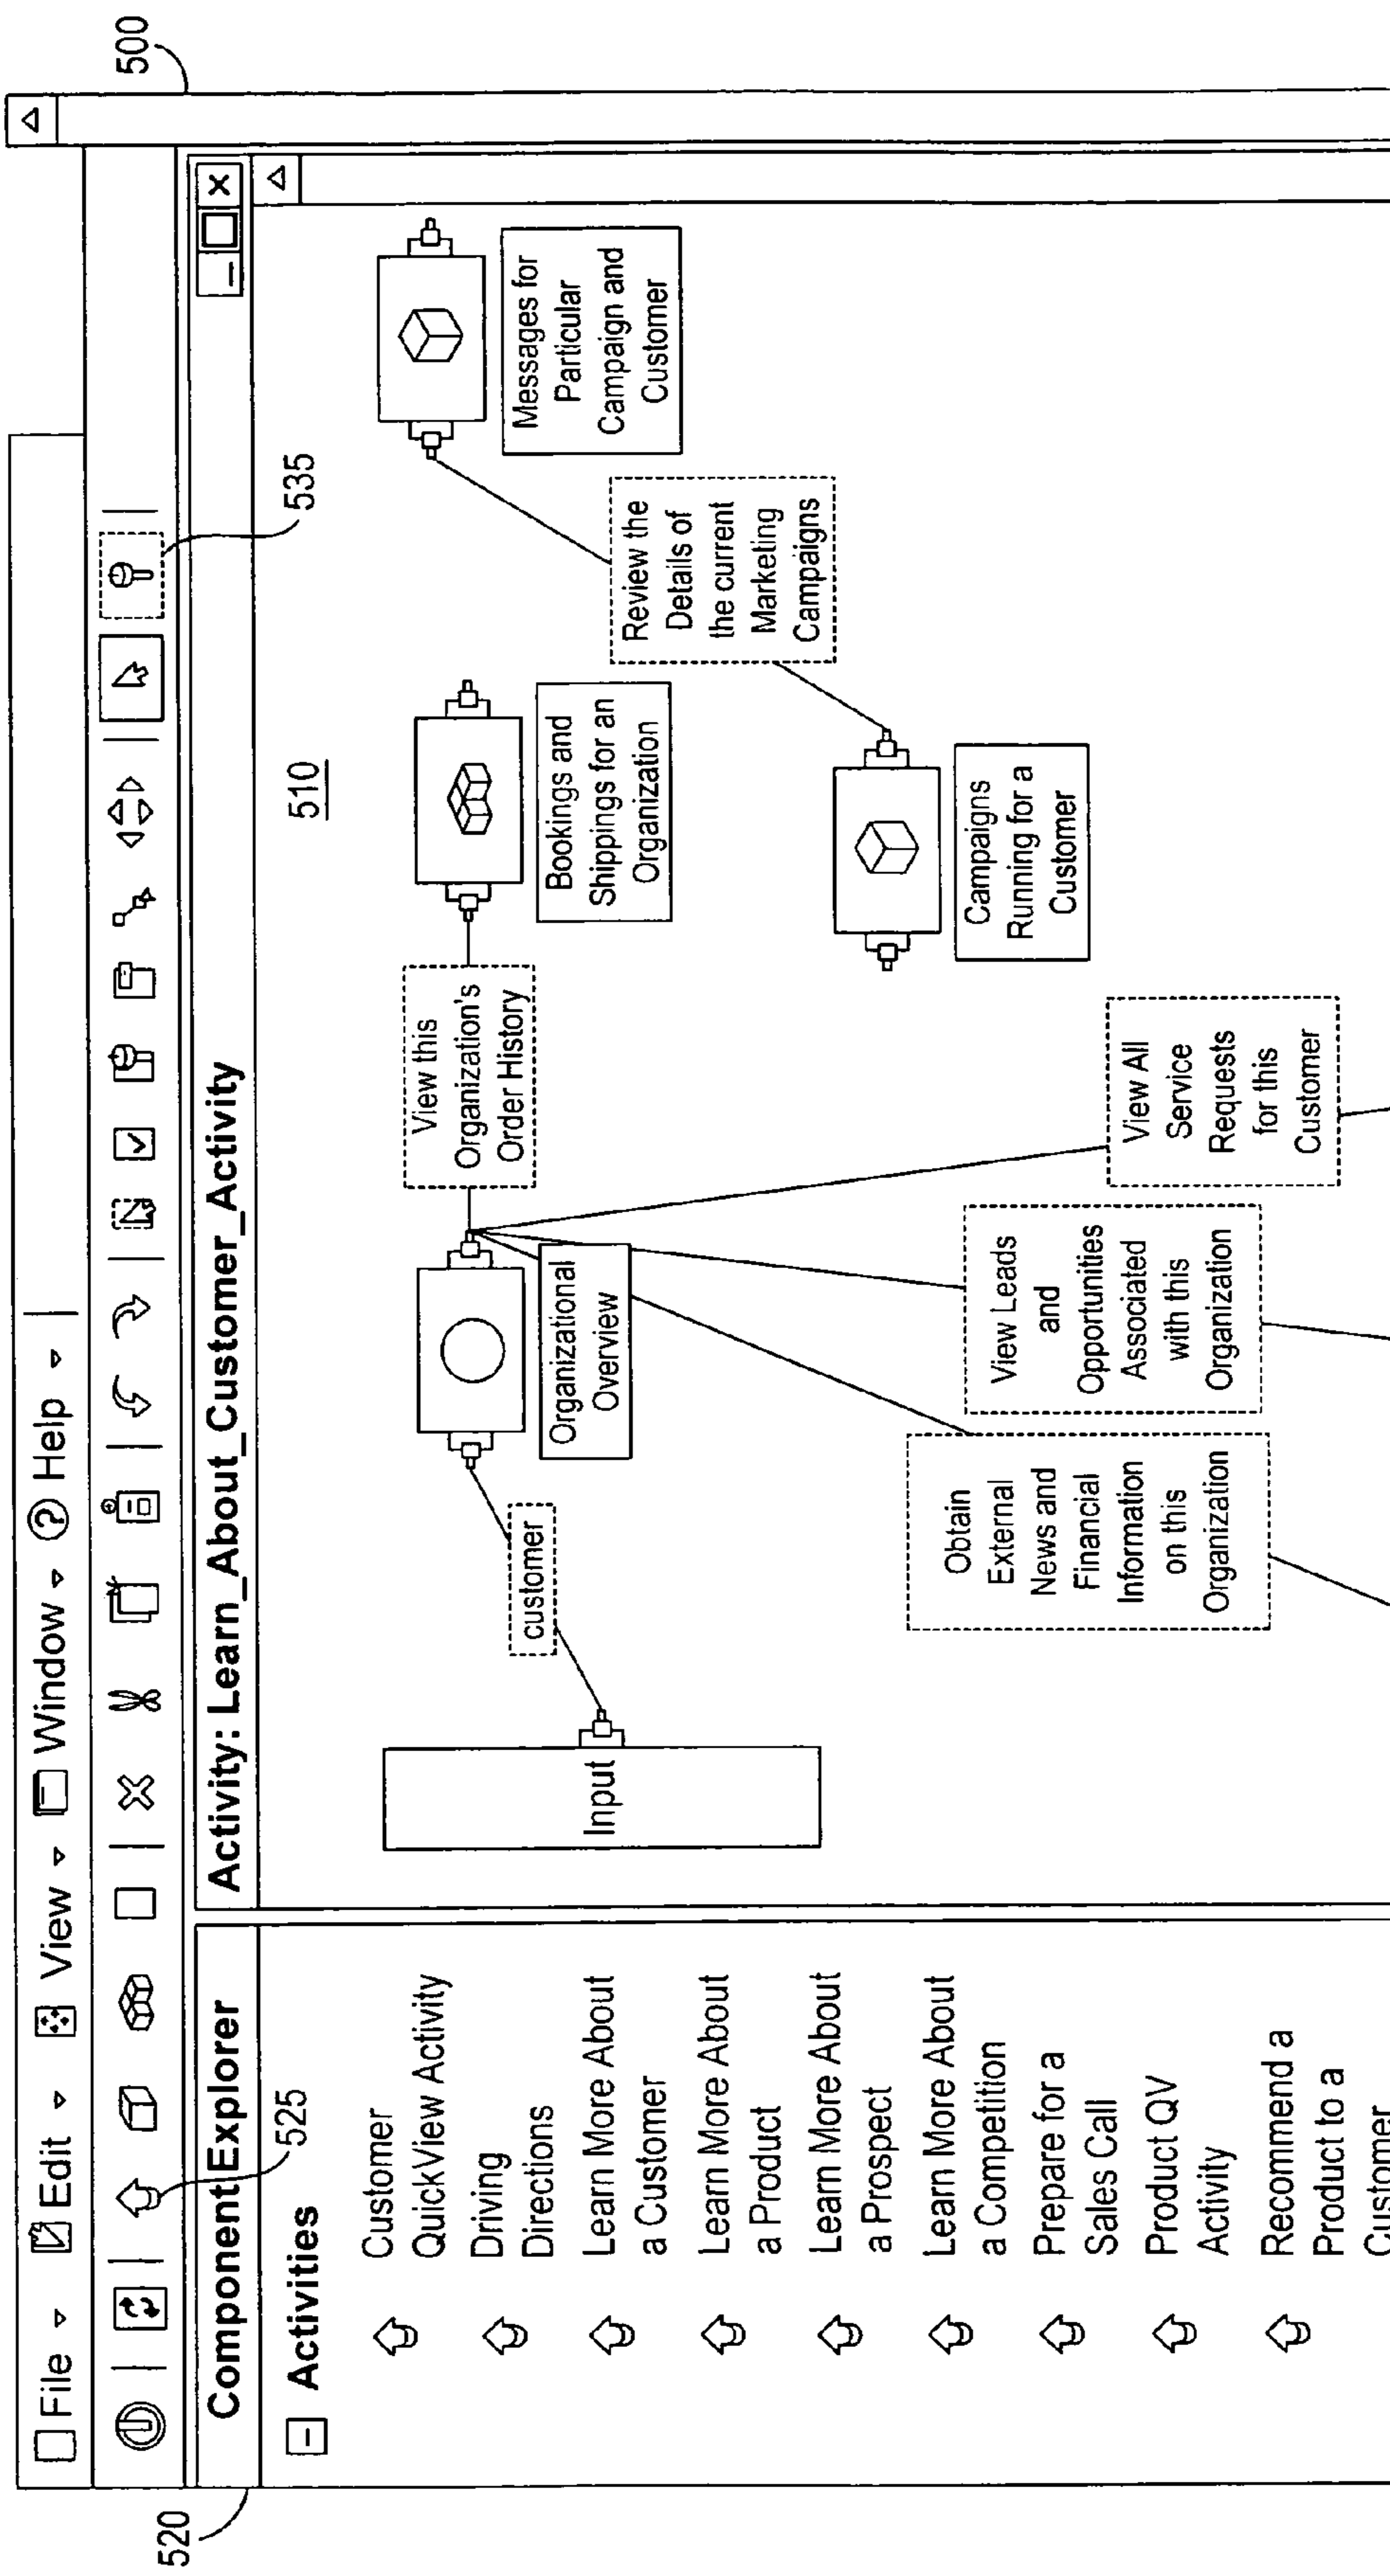 500
File
Edit
View
Window
? Help
535
ComponentExplorer
Activity: Learn_About_Customer_Activity
520
525
510
Activities
Customer
QuickView Activity
Driving
Directions
Learn More About
a Customer
Learn More About
a Product
Learn More About
a Prospect
Learn More About
a Competition
Prepare for a
Sales Call
Product QV
Activity
Recommend a
Product to a
Customer
Input
customer
Organizational
Overview
View this
Organization's
Order History
Bookings and
Shippings for an
Organization
Messages for
Particular
Campaign and
Customer
Review the
Details of
the current
Marketing
Campaigns
Campaigns
Running for a
Customer
Obtain
External
News and
Financial
Information
on this
Organization
View Leads
and
Opportunities
Associated
with this
Organization
View All
Service
Requests
for this
Customer